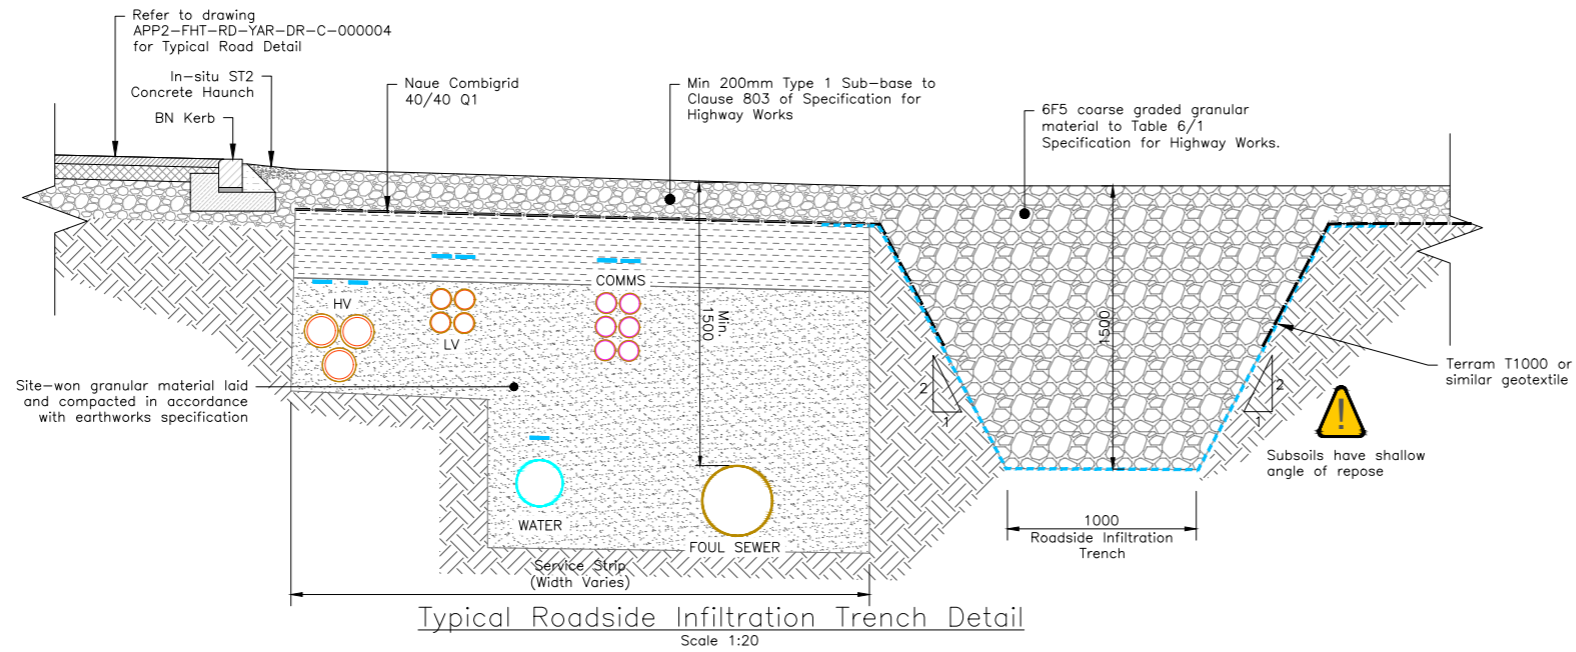 Refer to drawing
APP2-FHT-RD-YAR-DR-C-000004
for Typical Road Detail
In-situ ST2
Concrete Haunch
BN Kerb
Naue Combigrid
40/40 Q1
Min 200mm Type 1 Sub-base to
Clause 803 of Specification for
Highway Works
6F5 coarse graded granular
material to Table 6/1
Specification for Highway Works.
HV
LV
COMMS
Min.
1500
1500
Site-won granular material laid
and compacted in accordance
with earthworks specification
2
1
2
1
Terram T1000 or
similar geotextile
!
Subsoils have shallow
angle of repose
WATER
FOUL SEWER
1000
Roadside Infiltration
Trench
Service Strip
(Width Varies)
Typical Roadside Infiltration Trench Detail
Scale 1:20